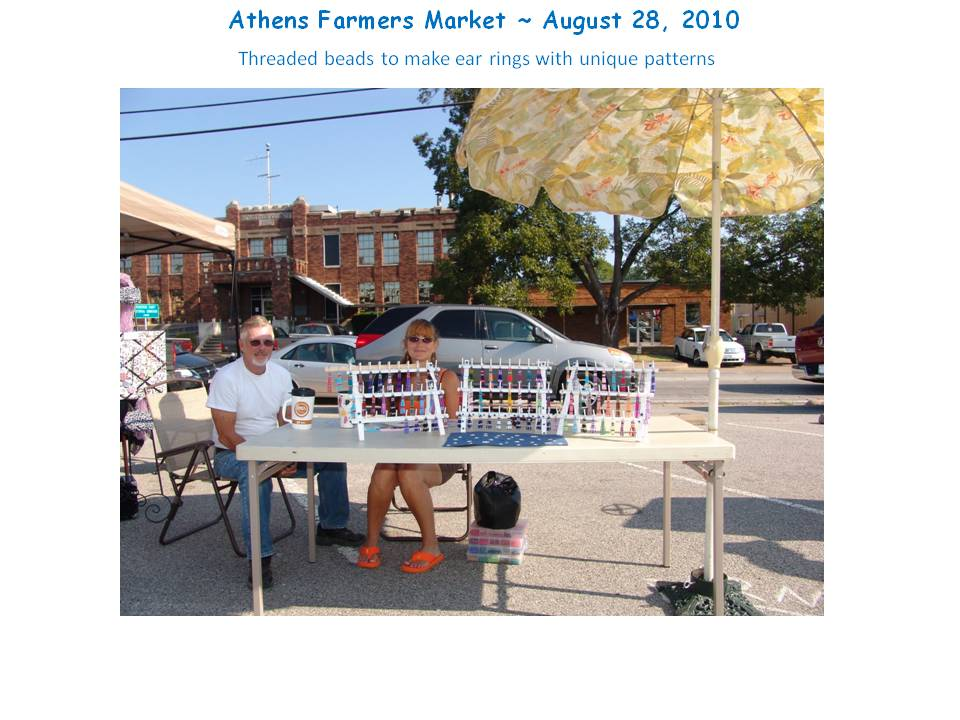 Athens Farmers Market ~ August 28, 2010
Threaded beads to make ear rings with unique patterns